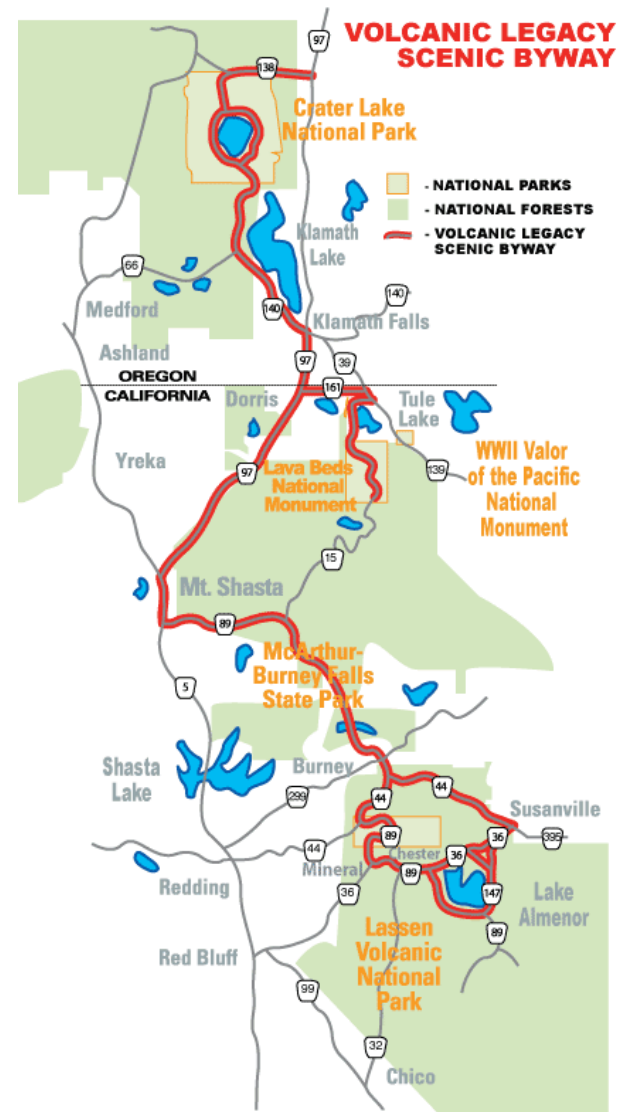 VOLCANIC LEGACY
SCENIC BYWAY
97
138
Crater Lake
National Park
- NATIONAL PARKS
- NATIONAL FORESTS
- VOLCANIC LEGACY
SCENIC BYWAY
Klamath
Lake
66
140
140
Medford
Klamath Falls
Ashland
97
39
OREGON
CALIFORNIA
161
Dorris
Tule
Lake
Yreka
97
Lava Beds
National
Monument
139
WWII Valor
of the Pacific
National
Monument
15
Mt. Shasta
89
McArthur-
Burney Falls
State Park
5
Shasta
Lake
Burney
299
44
44
Susanville
44
89
36
36
395
Chester
Mineral
89
147
Redding
36
Lake
Almenor
89
Lassen
Volcanic
National
Park
Red Bluff
99
32
Chico